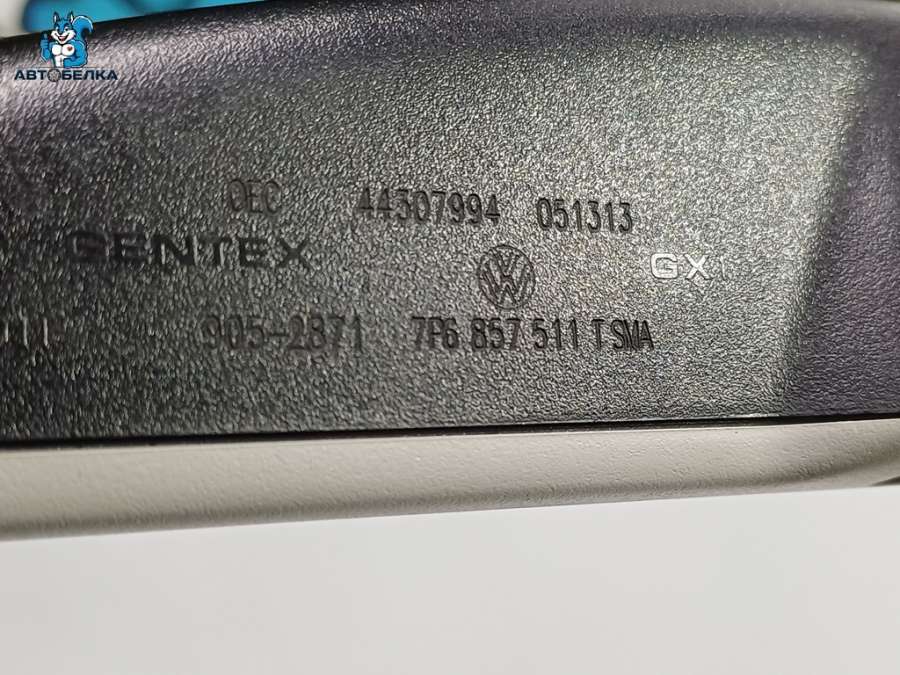 АВТОБЕЛКА
OEC 44307994 051313
GENTEX GX
905-2871 7P6 857 511 T SMA